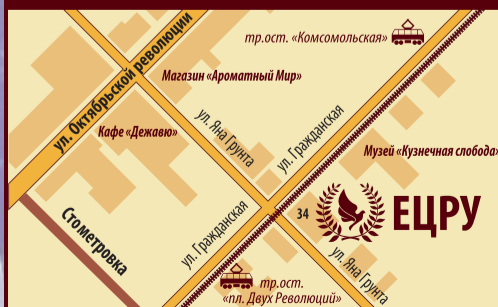 тр.ост. «Комсомольская»
ул. Октябрьской революции
Магазин «Ароматный Мир»
Кафе «Дежавю»
ул. Яна Грунта
ул. Гражданская
Музей «Кузнечная слобода»
Стометровка
ул. Гражданская
34
ЕЦРУ
ул. Яна Грунта
тр.ост.
«пл. Двух Революций»